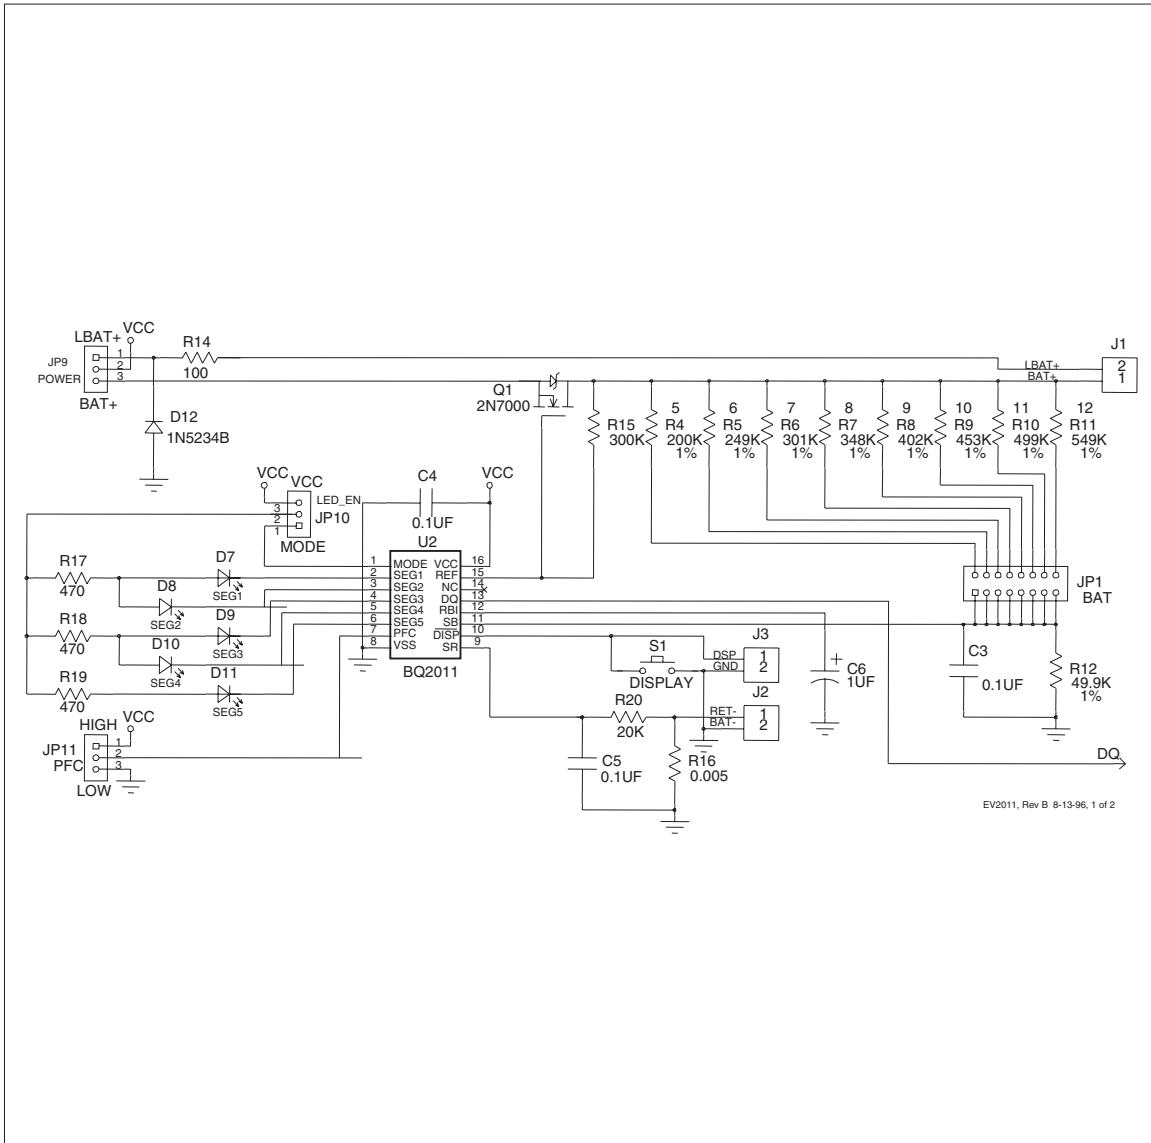 LBAT+
VCC
JP9
POWER
1
2
3
BAT+
R14
100
D12
1N5234B
Q1
2N7000
J1
LBAT+
BAT+
2
1
R15
300K
5
R4
200K
1%
6
R5
249K
1%
7
R6
301K
1%
8
R7
348K
1%
9
R8
402K
1%
10
R9
453K
1%
11
R10
499K
1%
12
R11
549K
1%
VCC
VCC
LED_EN
3
2
1
JP10
MODE
C4
0.1UF
VCC
U2
1 MODE VCC 16
2 SEG1 REF 15
3 SEG2 NC 14
4 SEG3 DQ 13
5 SEG4 RBI 12
6 SEG5 SB 11
7 PFC DISP 10
8 VSS SR 9
BQ2011
R17
470
D7
SEG1
D8
SEG2
R18
470
D9
SEG3
D10
SEG4
R19
470
D11
SEG5
HIGH
VCC
JP11
PFC
1
2
3
LOW
JP1
BAT
S1
DISPLAY
J3
DSP
GND
1
2
J2
RET-
BAT-
1
2
R20
20K
C5
0.1UF
R16
0.005
C6
1UF
+
C3
0.1UF
R12
49.9K
1%
DQ
EV2011, Rev B 8-13-96, 1 of 2